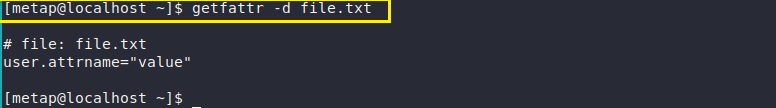 [metap@localhost ~]$ getfattr -d file.txt
# file: file.txt
user.attrname="value"
[metap@localhost ~]$ _